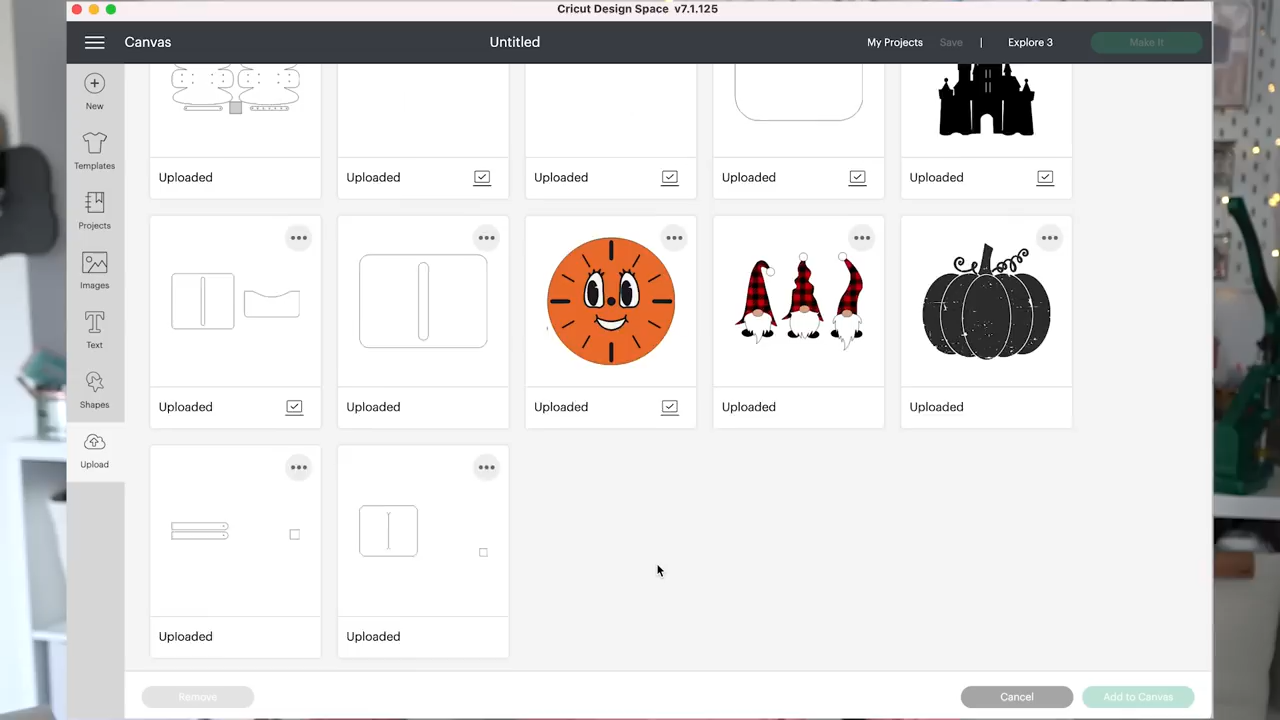 Cricut Design Space v7.1.125
Canvas
Untitled
My Projects Save | Explore 3 Make It
New
Templates
Projects
Images
Text
Shapes
Upload
Uploaded Uploaded Uploaded Uploaded Uploaded
Uploaded Uploaded Uploaded Uploaded Uploaded
Uploaded Uploaded
Remove Cancel Add to Canvas